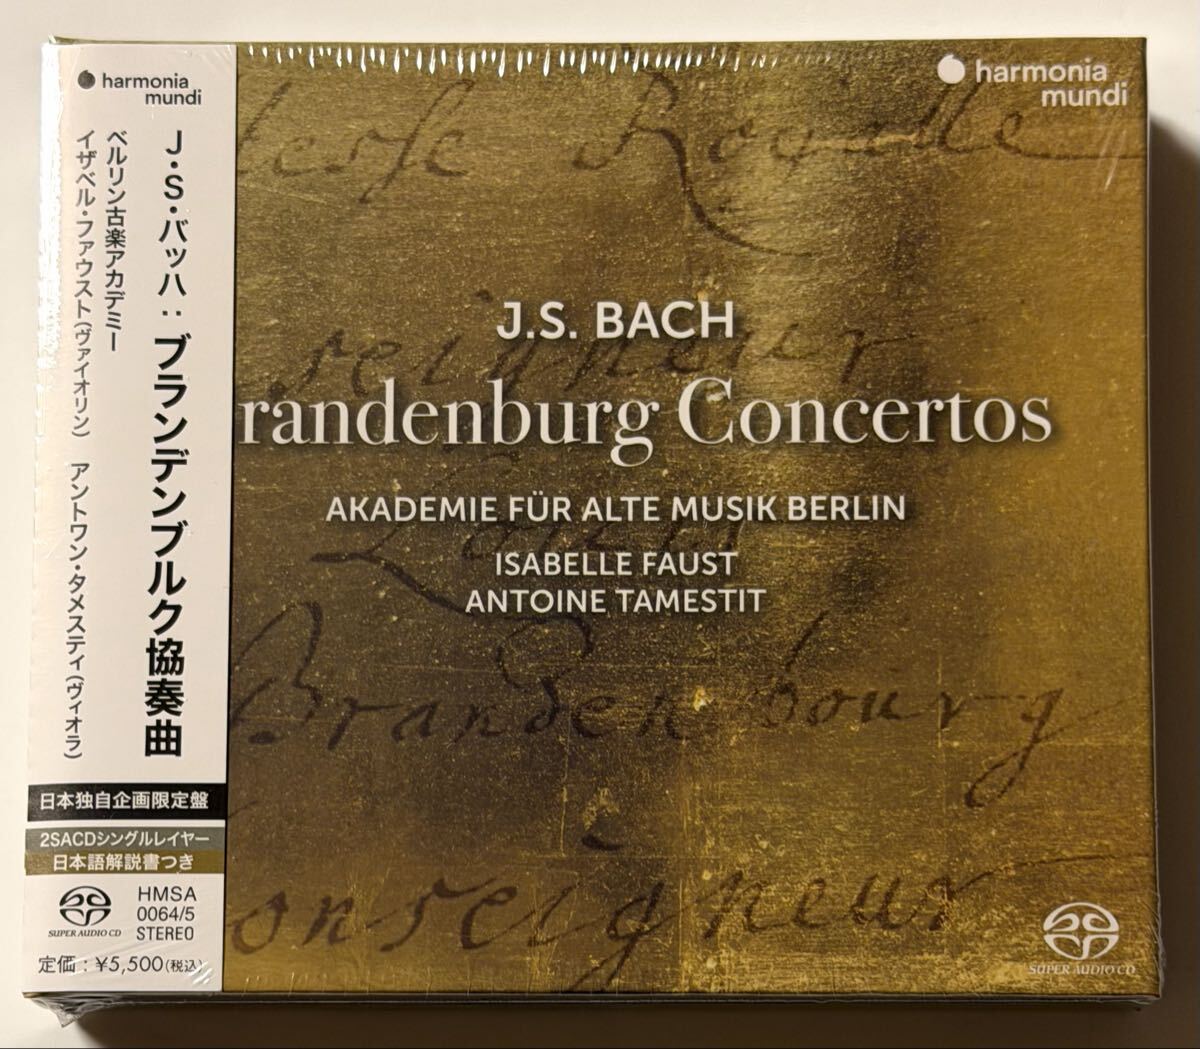 harmonia
mundi
J・S・バッハ：ブランデンブルク協奏曲
ベルリン古楽アカデミー
イザベル・ファウスト（ヴァイオリン） アントワン・タメスティ（ヴィオラ）
日本独自企画限定盤
2SACDシングルレイヤー
日本語解説書つき
SUPER AUDIO CD
HMSA
0064/5
STEREO
定価：¥5,500（税込）
harmonia
mundi
Royalle
J.S. BACH
seigneur
randenburg Concertos
AKADEMIE FÜR ALTE MUSIK BERLIN
ISABELLE FAUST
ANTOINE TAMESTIT
Brandenbourg
onseigneur
SUPER AUDIO CD